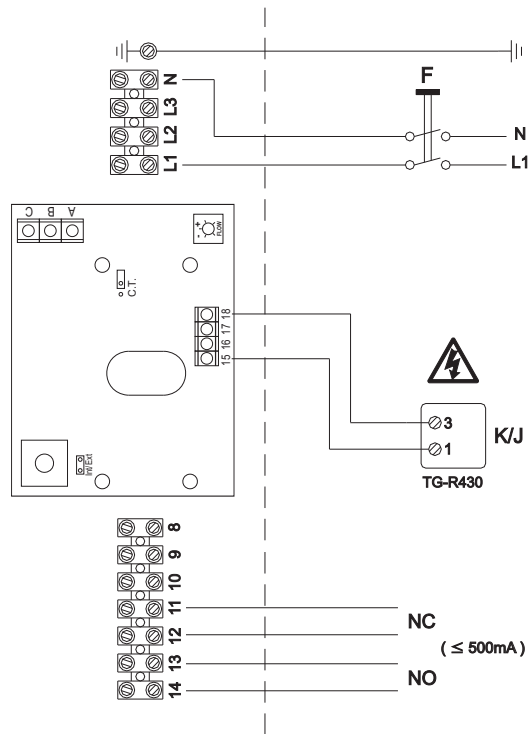 F
N
L3
L2
L1
N
L1
C B A
+
-
FLOW
C.T.
18
17
16
15
Int/Ext
3
1
K/J
TG-R430
8
9
10
11
12
13
14
NC
( ≤ 500mA )
NO